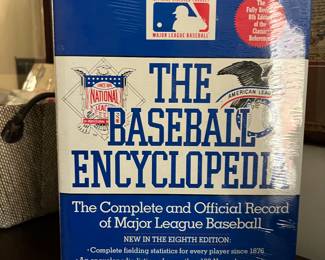 MAJOR LEAGUE BASEBALL
The
Fully Revised
8th Edition
of the
Classic
Reference
NATIONAL
LEAGUE
AMERICAN LEAGUE
THE
BASEBALL
ENCYCLOPEDIA
The Complete and Official Record
of Major League Baseball
NEW IN THE EIGHTH EDITION:
• Complete fielding statistics for every player since 1876